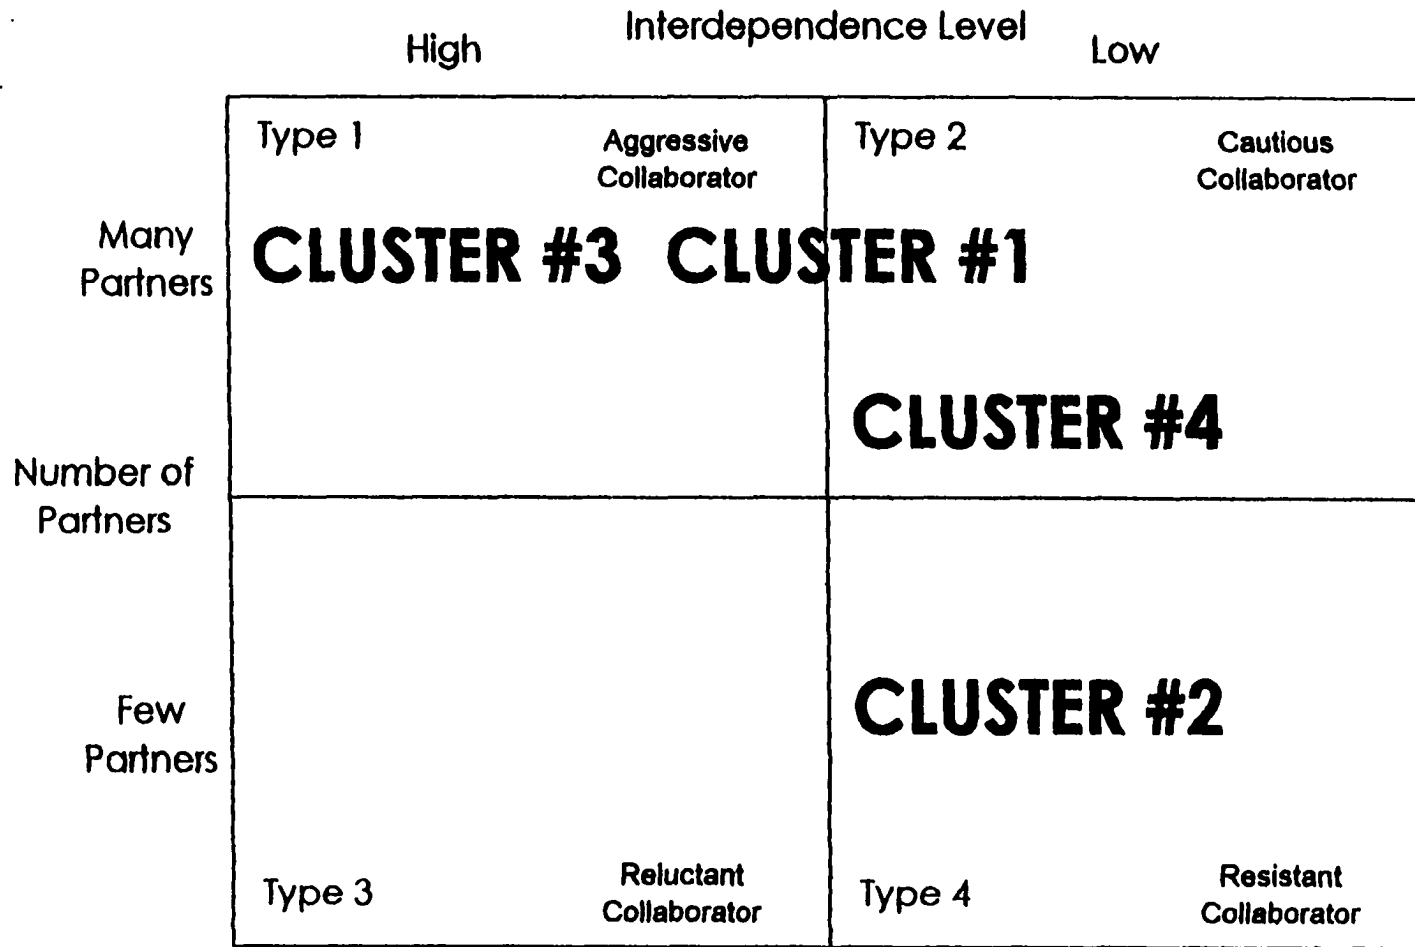 Interdependence Level
High
Low
Type 1
Aggressive
Collaborator
Type 2
Cautious
Collaborator
Many
Partners
CLUSTER #3 CLUSTER #1
CLUSTER #4
Number of
Partners
CLUSTER #2
Few
Partners
Type 3
Reluctant
Collaborator
Type 4
Resistant
Collaborator